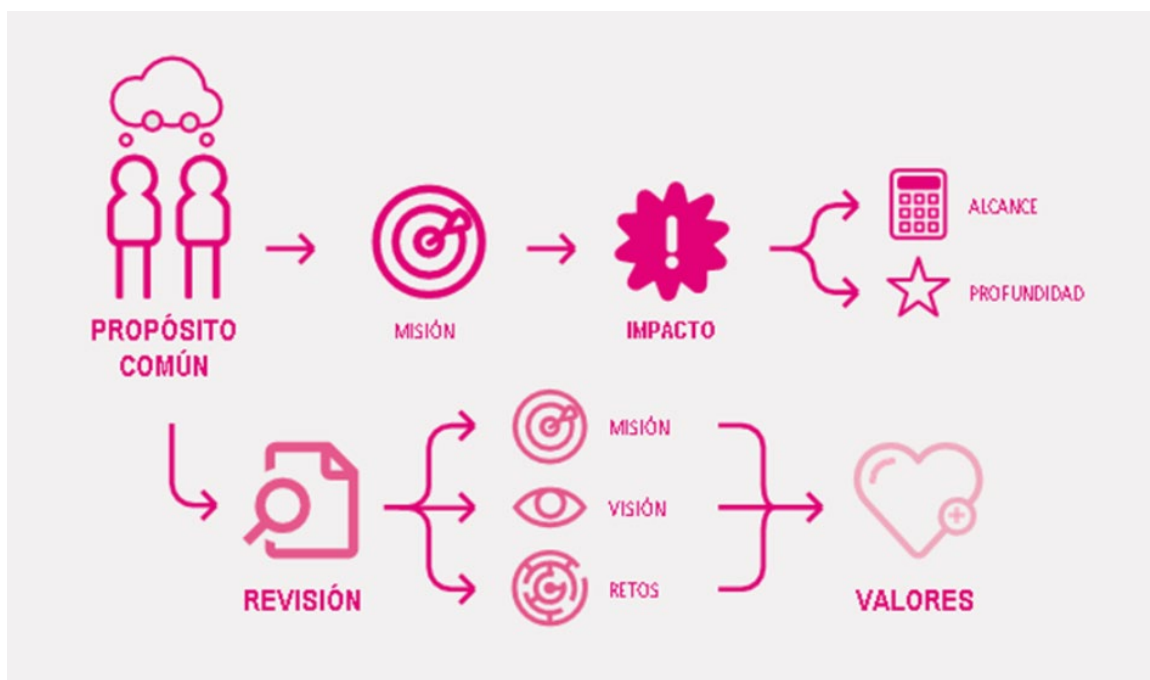 PROPÓSITO
COMÚN
MISIÓN
IMPACTO
ALCANCE
PROFUNDIDAD
REVISIÓN
MISIÓN
VISIÓN
RETOS
VALORES